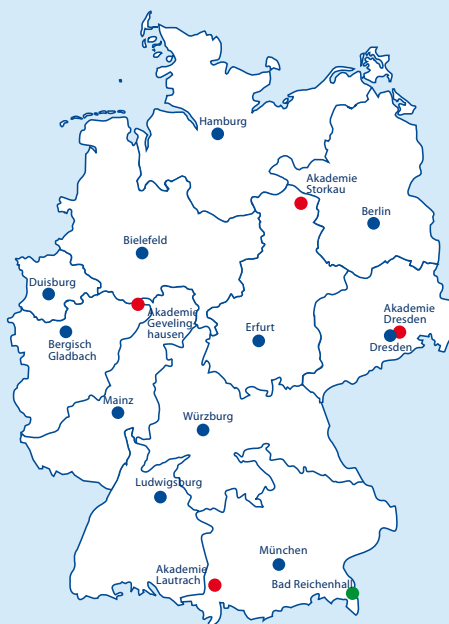 Hamburg
Akademie
Storkau
Berlin
Bielefeld
Duisburg
Akademie
Geveling-
hausen
Akademie
Dresden
Dresden
Erfurt
Bergisch
Gladbach
Mainz
Würzburg
Ludwigsburg
München
Akademie
Lautrach
Bad Reichenhall